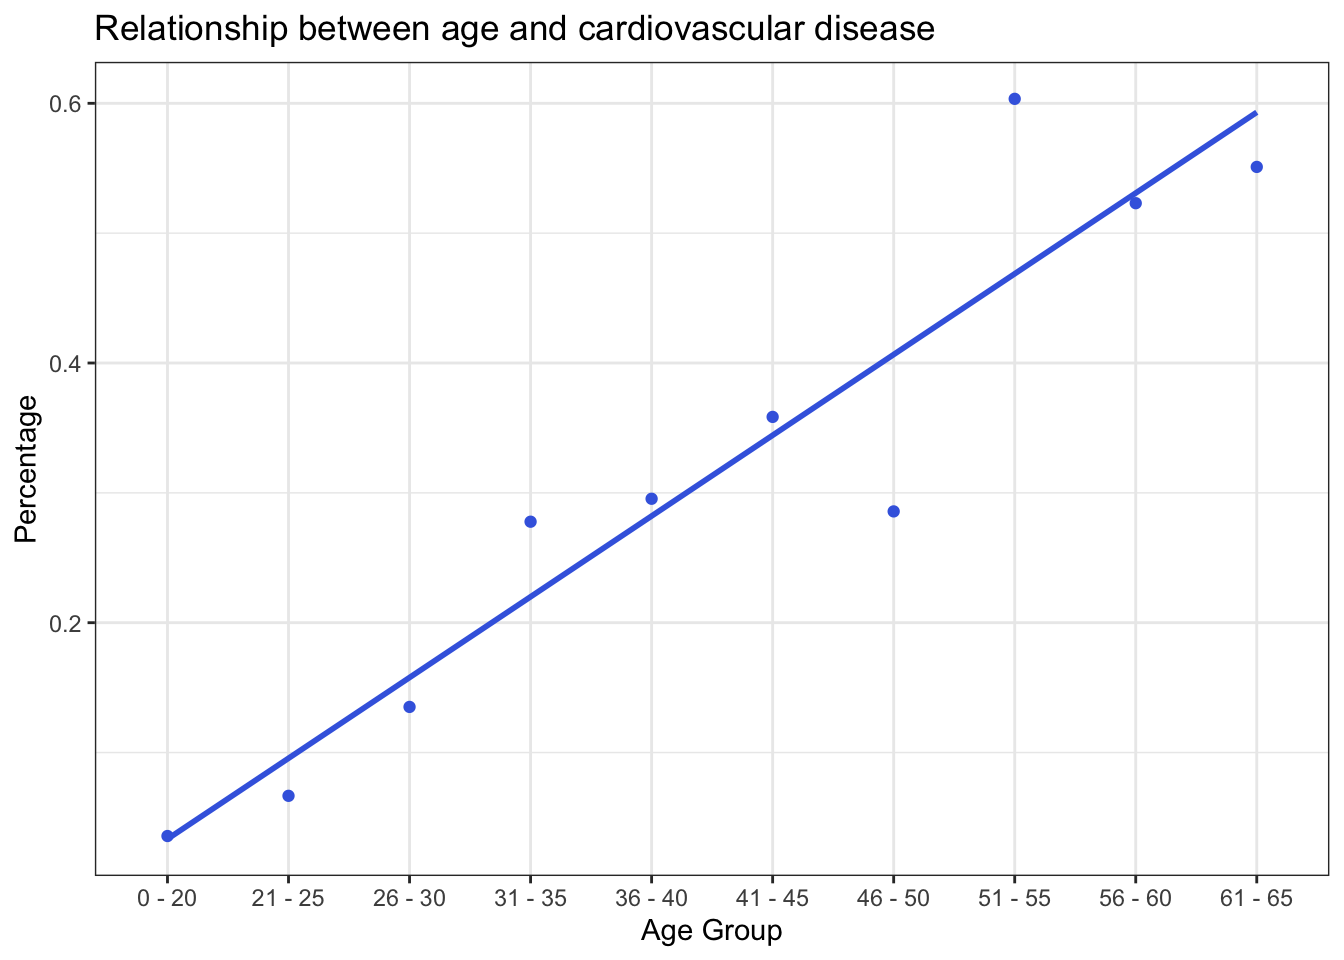 Relationship between age and cardiovascular disease
0.6
0.4
0.2
Percentage
0 - 20 21 - 25 26 - 30 31 - 35 36 - 40 41 - 45 46 - 50 51 - 55 56 - 60 61 - 65
Age Group